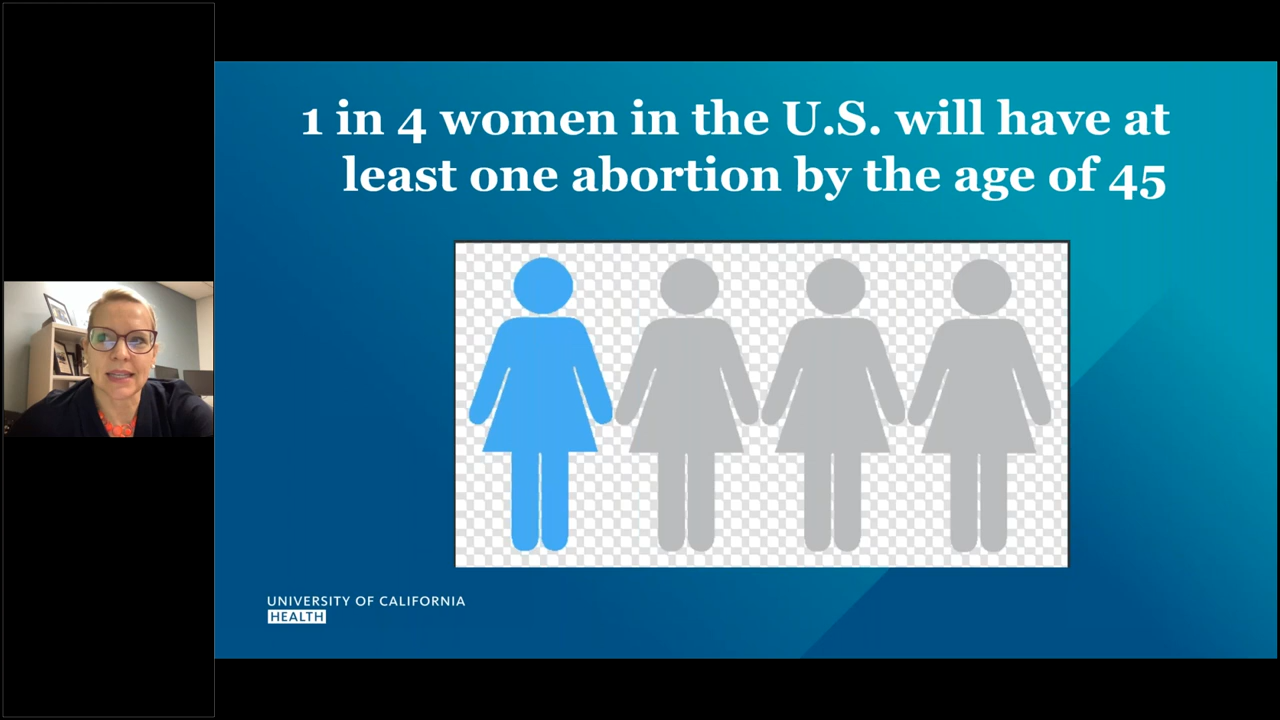 1 in 4 women in the U.S. will have at
least one abortion by the age of 45
UNIVERSITY OF CALIFORNIA
HEALTH